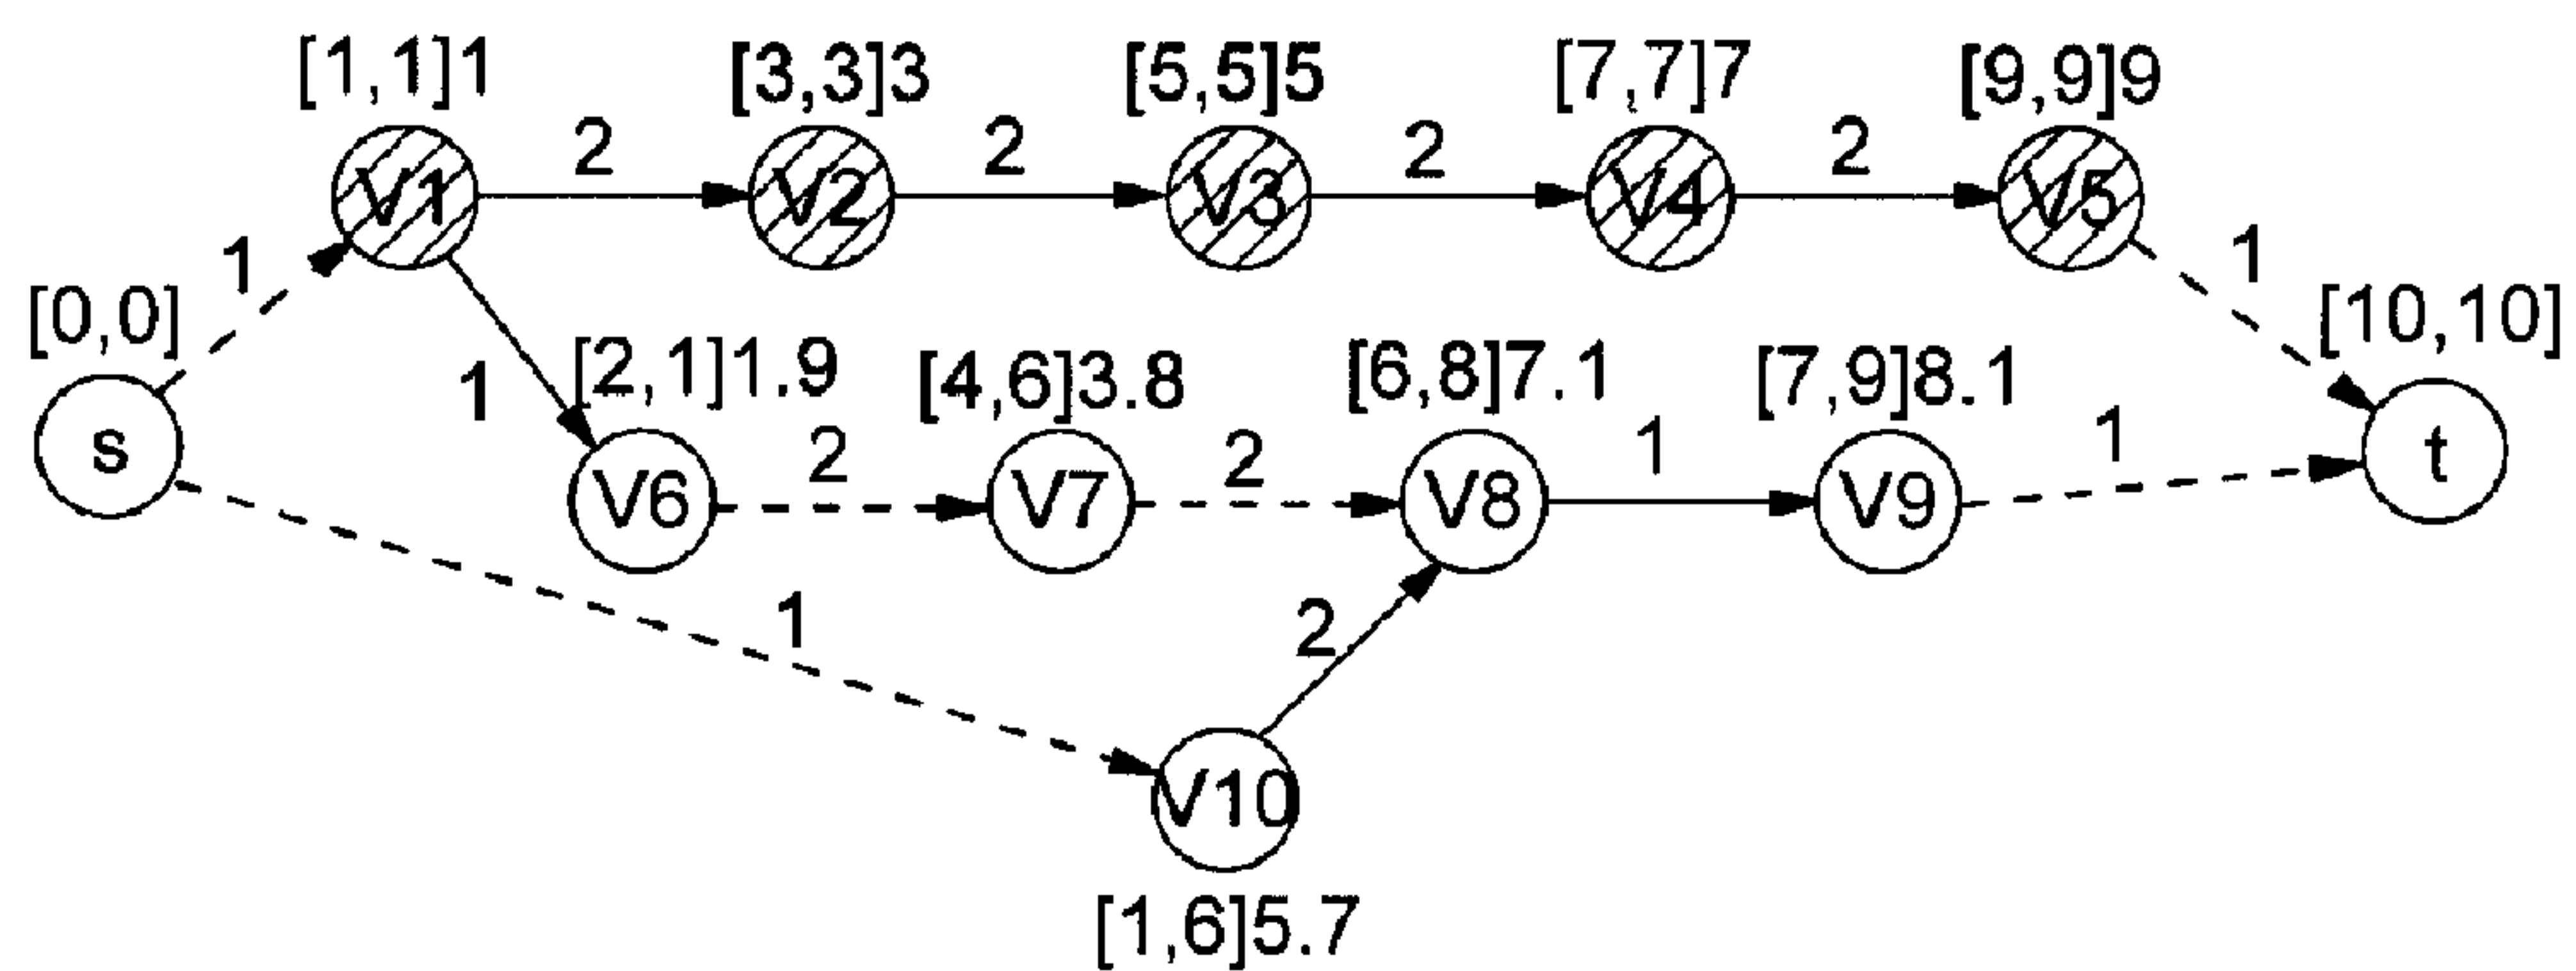 [1,1]1 [3,3]3 [5,5]5 [7,7]7 [9,9]9
2 2 2 2
V1 V2 V3 V4 V5
1 1
[0,0] [10,10]
[2,1]1.9 [4,6]3.8 [6,8]7.1 [7,9]8.1
1 2 2 1 1
s V6 V7 V8 V9 t
1 2
V10
[1,6]5.7